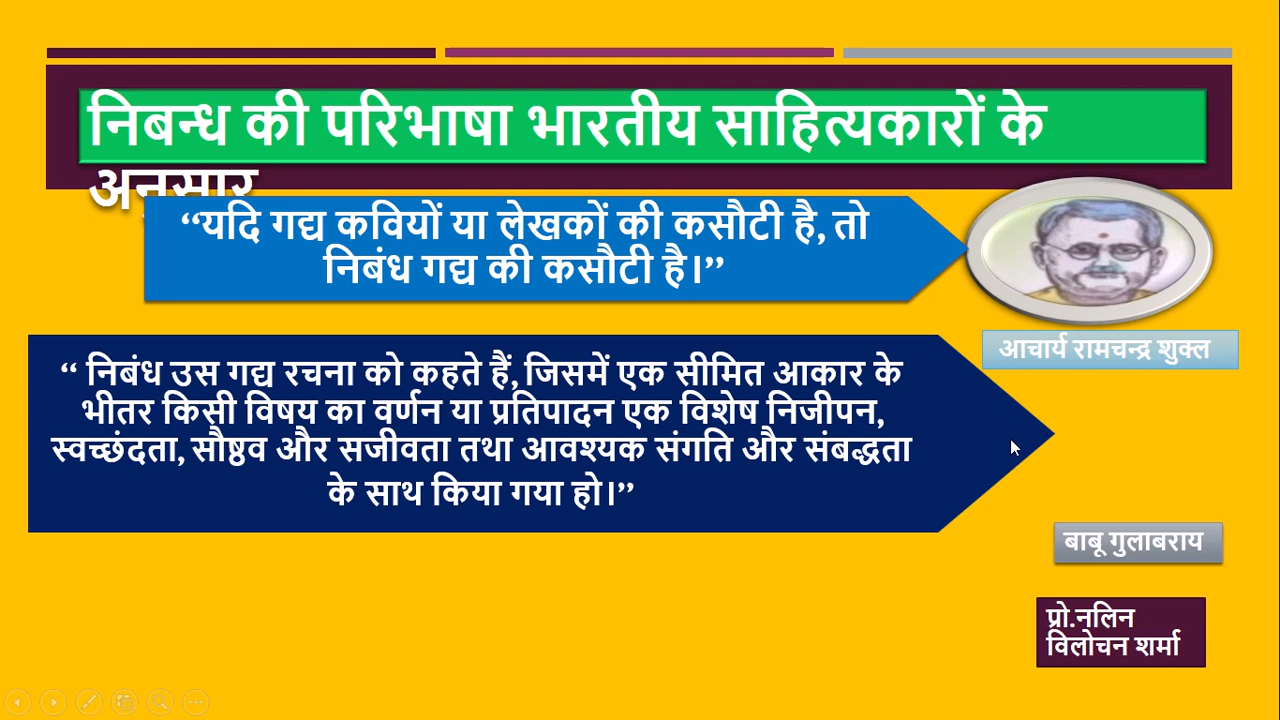 निबन्ध की परिभाषा भारतीय साहित्यकारों के
अनुसार
“यदि गद्य कवियों या लेखकों की कसौटी है, तो
निबंध गद्य की कसौटी है।”
आचार्य रामचन्द्र शुक्ल
“ निबंध उस गद्य रचना को कहते हैं, जिसमें एक सीमित आकार के
भीतर किसी विषय का वर्णन या प्रतिपादन एक विशेष निजीपन,
स्वच्छंदता, सौष्ठव और सजीवता तथा आवश्यक संगति और संबद्धता
के साथ किया गया हो।”
बाबू गुलाबराय
प्रो.नलिन
विलोचन शर्मा